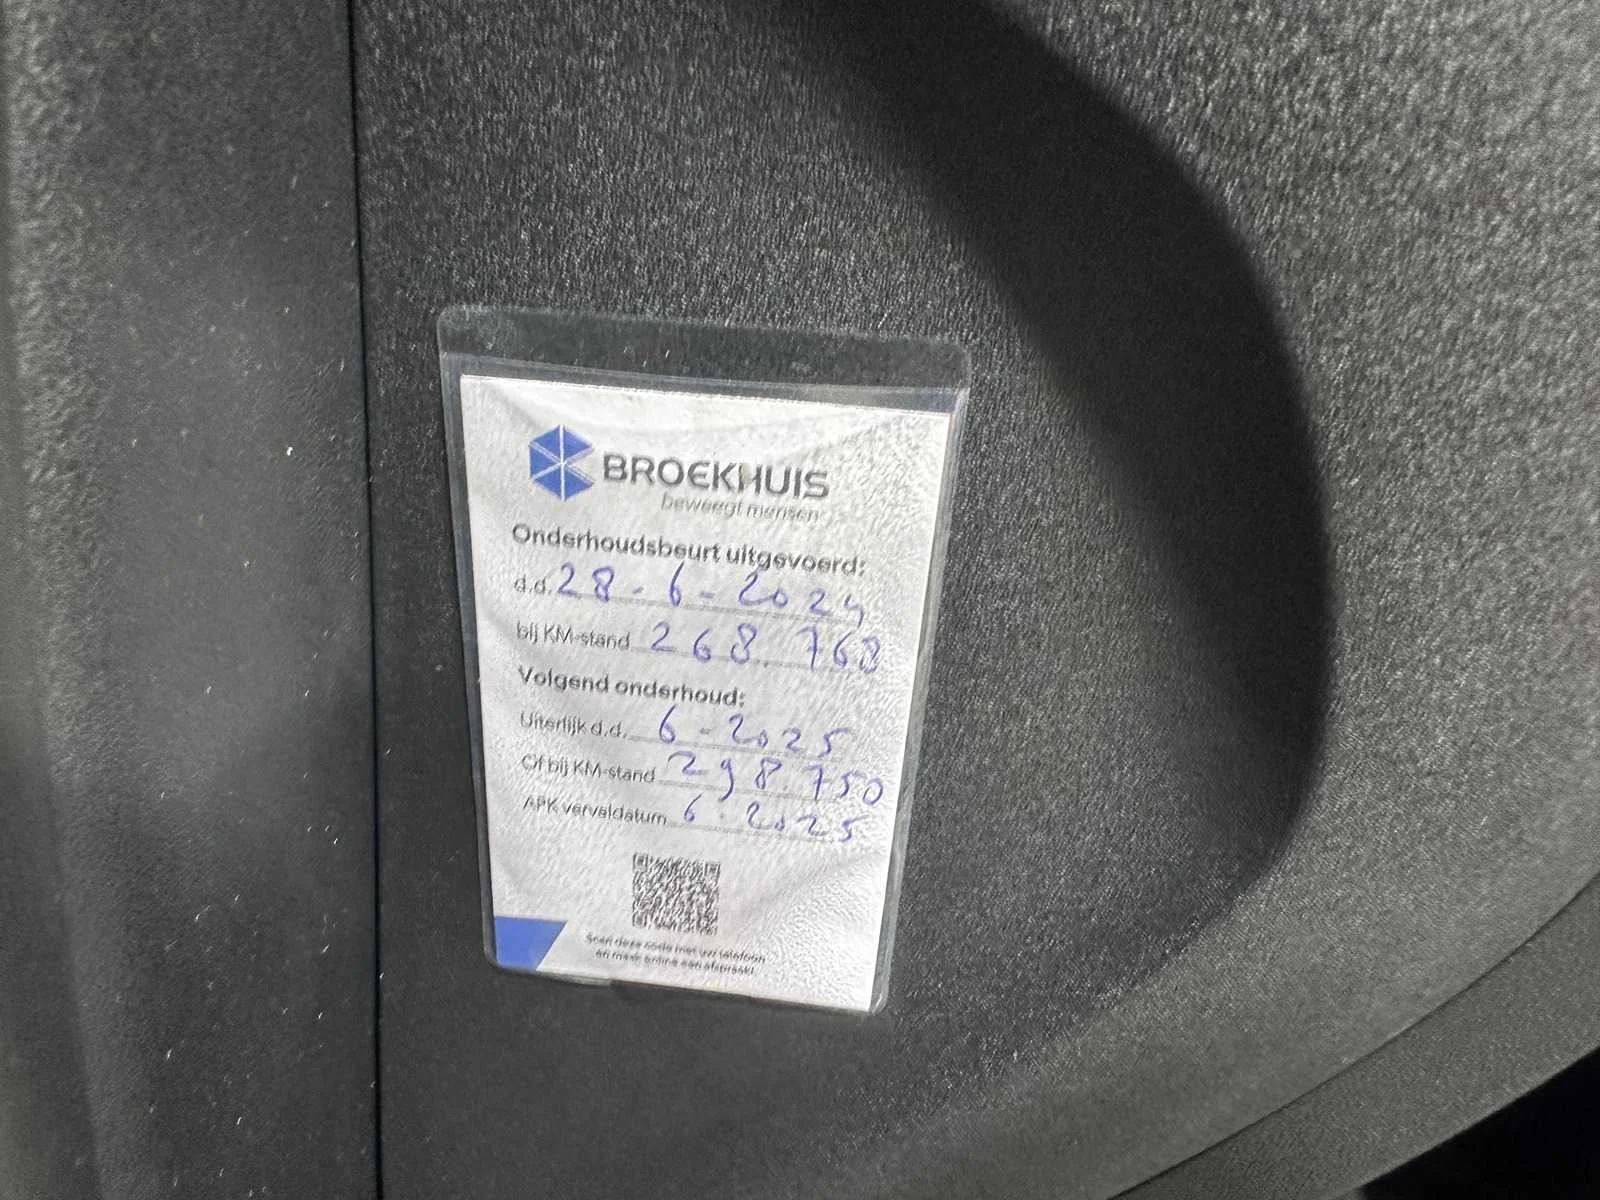 BROEKHUIS
beweegt mensen
Onderhoudsbeurt uitgevoerd:
d.d. 28-6-2024
bij KM-stand 268.768
Volgend onderhoud:
Uiterlijk d.d. 6-2025
Of bij KM-stand 298.750
APK vervaldatum 6.2025
Scan deze code met uw telefoon
en maak online een afspraak!